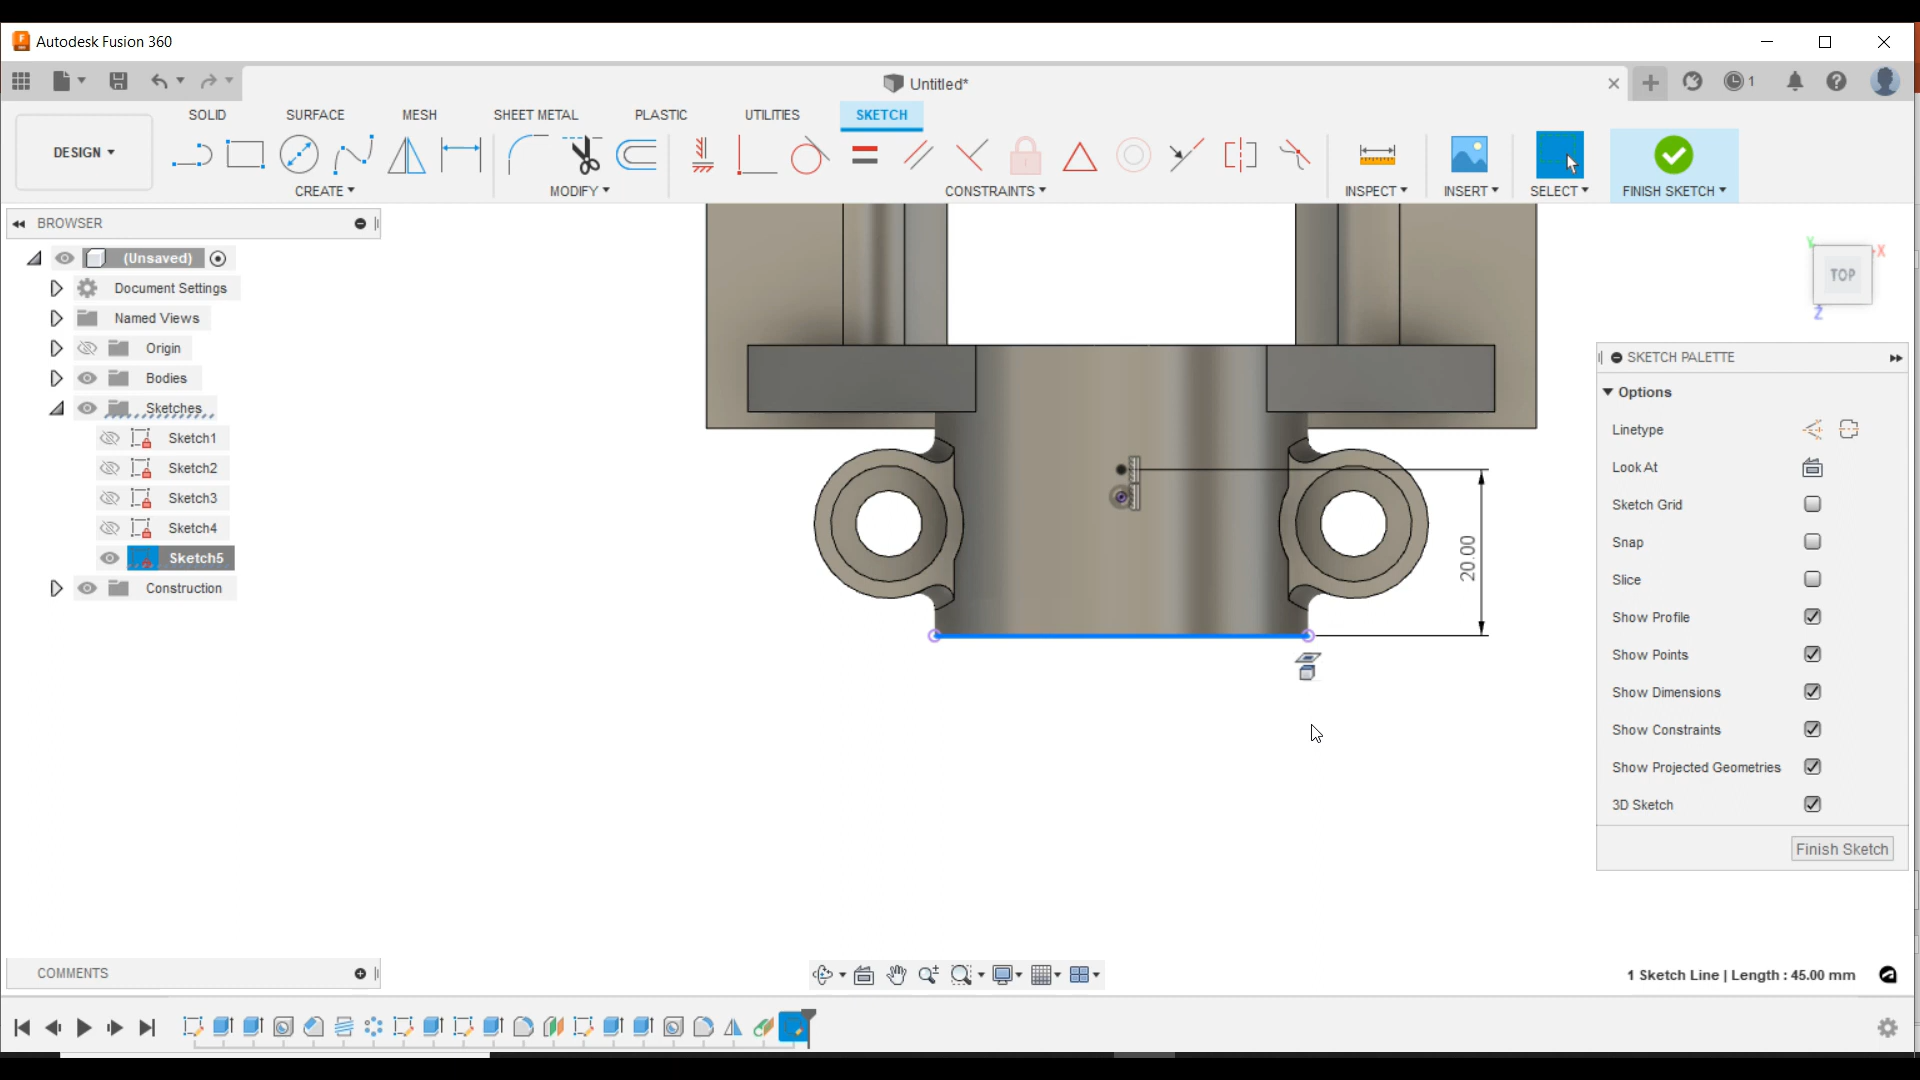 Autodesk Fusion 360
Untitled*
1
SOLID SURFACE MESH SHEET METAL PLASTIC UTILITIES SKETCH
DESIGN
CREATE MODIFY CONSTRAINTS INSPECT INSERT SELECT FINISH SKETCH
BROWSER
(Unsaved)
Document Settings
Named Views
Origin
Bodies
Sketches
Sketch1
Sketch2
Sketch3
Sketch4
Sketch5
Construction
20.00
Y
X
TOP
Z
SKETCH PALETTE
Options
Linetype
Look At
Sketch Grid
Snap
Slice
Show Profile
Show Points
Show Dimensions
Show Constraints
Show Projected Geometries
3D Sketch
Finish Sketch
COMMENTS
1 Sketch Line | Length : 45.00 mm